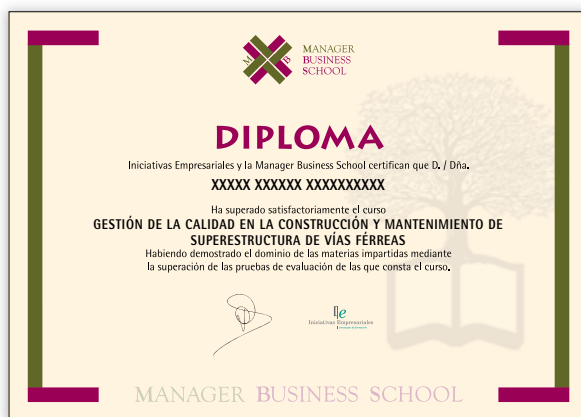 M B
MANAGER
BUSINESS
SCHOOL
DIPLOMA
Iniciativas Empresariales y la Manager Business School certifican que D. / Dña.
XXXXX XXXXXX XXXXXXXXXX
Ha superado satisfactoriamente el curso
GESTIÓN DE LA CALIDAD EN LA CONSTRUCCIÓN Y MANTENIMIENTO DE
SUPERESTRUCTURA DE VÍAS FÉRREAS
Habiendo demostrado el dominio de las materias impartidas mediante
la superación de las pruebas de evaluación de las que consta el curso.
Ie
Iniciativas Empresariales
MANAGER BUSINESS SCHOOL